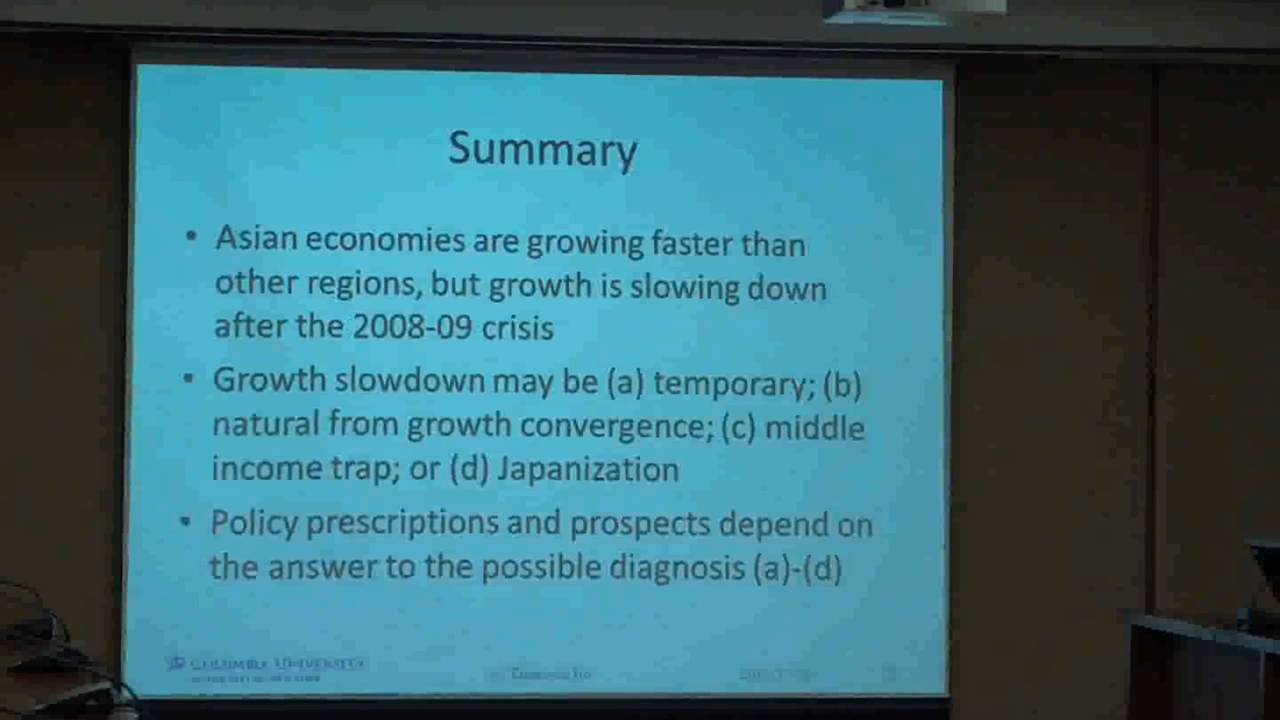 Summary
• Asian economies are growing faster than
other regions, but growth is slowing down
after the 2008-09 crisis
• Growth slowdown may be (a) temporary; (b)
natural from growth convergence; (c) middle
income trap; or (d) Japanization
• Policy prescriptions and prospects depend on
the answer to the possible diagnosis (a)-(d)
COLUMBIA UNIVERSITY